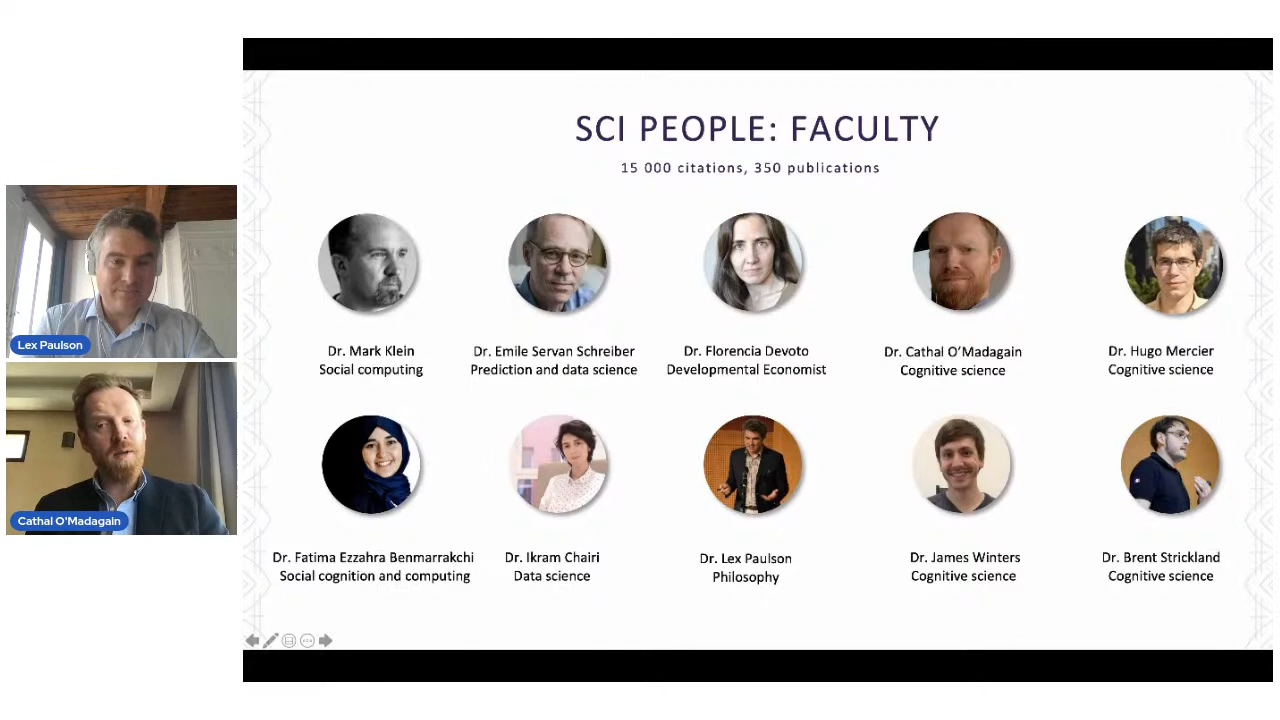 SCI PEOPLE: FACULTY
15 000 citations, 350 publications
Lex Paulson
Cathal O'Madagain
Dr. Mark Klein
Social computing
Dr. Emile Servan Schreiber
Prediction and data science
Dr. Florencia Devoto
Developmental Economist
Dr. Cathal O’Madagain
Cognitive science
Dr. Hugo Mercier
Cognitive science
Dr. Fatima Ezzahra Benmarrakchi
Social cognition and computing
Dr. Ikram Chairi
Data science
Dr. Lex Paulson
Philosophy
Dr. James Winters
Cognitive science
Dr. Brent Strickland
Cognitive science